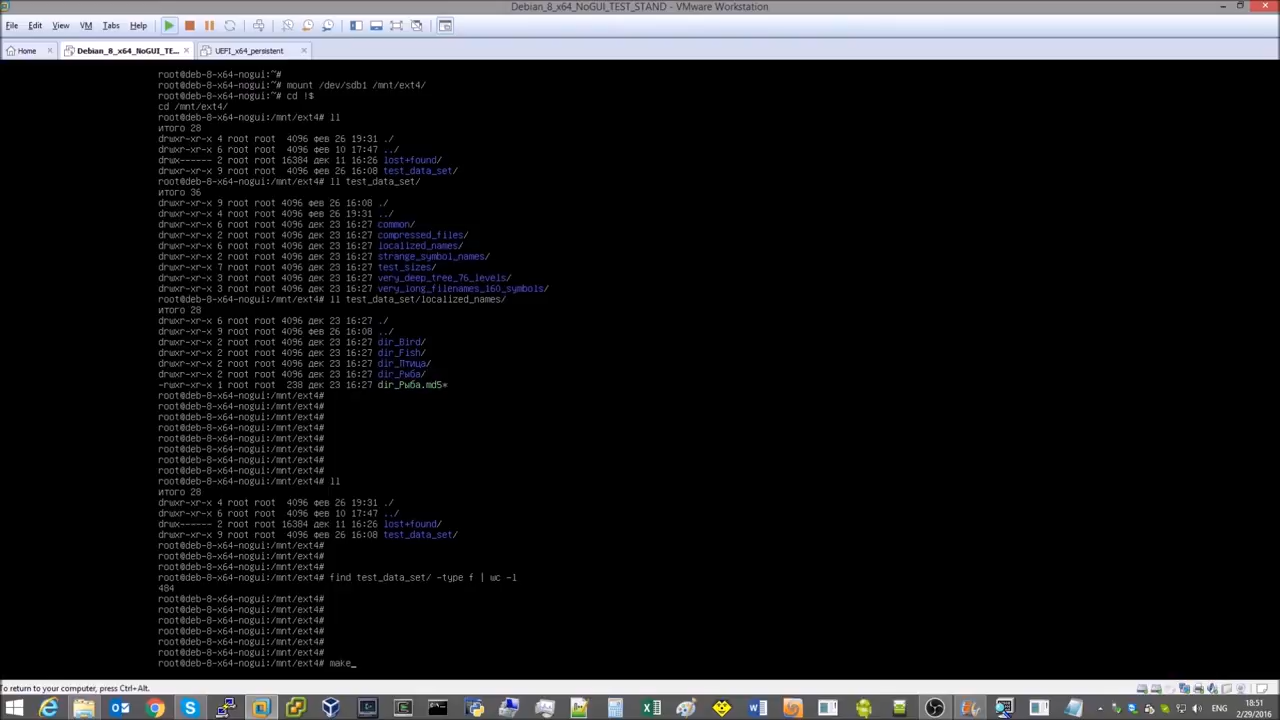 Debian_8_x64_NoGUI_TEST_STAND - VMware Workstation
File Edit View VM Tabs Help
Home Debian_8_x64_NoGUI_TE... UEFI_x64_persistent
root@deb-8-x64-nogui:~#
root@deb-8-x64-nogui:~# mount /dev/sdb1 /mnt/ext4/
root@deb-8-x64-nogui:~# cd !$
cd /mnt/ext4/
root@deb-8-x64-nogui:/mnt/ext4# ll
итого 28
drwxr-xr-x 4 root root 4096 фев 26 19:31 ./
drwxr-xr-x 6 root root 4096 фев 10 17:47 ../
drwx------ 2 root root 16384 дек 11 16:26 lost+found/
drwxr-xr-x 9 root root 4096 фев 26 16:08 test_data_set/
root@deb-8-x64-nogui:/mnt/ext4# ll test_data_set/
итого 36
drwxr-xr-x 9 root root 4096 фев 26 16:08 ./
drwxr-xr-x 4 root root 4096 фев 26 19:31 ../
drwxr-xr-x 6 root root 4096 дек 23 16:27 common/
drwxr-xr-x 2 root root 4096 дек 23 16:27 compressed_files/
drwxr-xr-x 6 root root 4096 дек 23 16:27 localized_names/
drwxr-xr-x 2 root root 4096 дек 23 16:27 strange_symbol_names/
drwxr-xr-x 7 root root 4096 дек 23 16:27 test_sizes/
drwxr-xr-x 3 root root 4096 дек 23 16:27 very_deep_tree_76_levels/
drwxr-xr-x 3 root root 4096 дек 23 16:27 very_long_filenames_160_symbols/
root@deb-8-x64-nogui:/mnt/ext4# ll test_data_set/localized_names/
итого 28
drwxr-xr-x 6 root root 4096 дек 23 16:27 ./
drwxr-xr-x 9 root root 4096 фев 26 16:08 ../
drwxr-xr-x 2 root root 4096 дек 23 16:27 dir_Bird/
drwxr-xr-x 2 root root 4096 дек 23 16:27 dir_Fish/
drwxr-xr-x 2 root root 4096 дек 23 16:27 dir_Птица/
drwxr-xr-x 2 root root 4096 дек 23 16:27 dir_Рыба/
-rwxr-xr-x 1 root root 238 дек 23 16:27 dir_Рыба.md5*
root@deb-8-x64-nogui:/mnt/ext4#
root@deb-8-x64-nogui:/mnt/ext4#
root@deb-8-x64-nogui:/mnt/ext4#
root@deb-8-x64-nogui:/mnt/ext4#
root@deb-8-x64-nogui:/mnt/ext4#
root@deb-8-x64-nogui:/mnt/ext4#
root@deb-8-x64-nogui:/mnt/ext4#
root@deb-8-x64-nogui:/mnt/ext4#
root@deb-8-x64-nogui:/mnt/ext4# ll
итого 28
drwxr-xr-x 4 root root 4096 фев 26 19:31 ./
drwxr-xr-x 6 root root 4096 фев 10 17:47 ../
drwx------ 2 root root 16384 дек 11 16:26 lost+found/
drwxr-xr-x 9 root root 4096 фев 26 16:08 test_data_set/
root@deb-8-x64-nogui:/mnt/ext4#
root@deb-8-x64-nogui:/mnt/ext4#
root@deb-8-x64-nogui:/mnt/ext4#
root@deb-8-x64-nogui:/mnt/ext4# find test_data_set/ -type f | wc -l
484
root@deb-8-x64-nogui:/mnt/ext4#
root@deb-8-x64-nogui:/mnt/ext4#
root@deb-8-x64-nogui:/mnt/ext4#
root@deb-8-x64-nogui:/mnt/ext4#
root@deb-8-x64-nogui:/mnt/ext4#
root@deb-8-x64-nogui:/mnt/ext4#
root@deb-8-x64-nogui:/mnt/ext4# make_
To return to your computer, press Ctrl+Alt.
ENG
18:51
2/29/2016